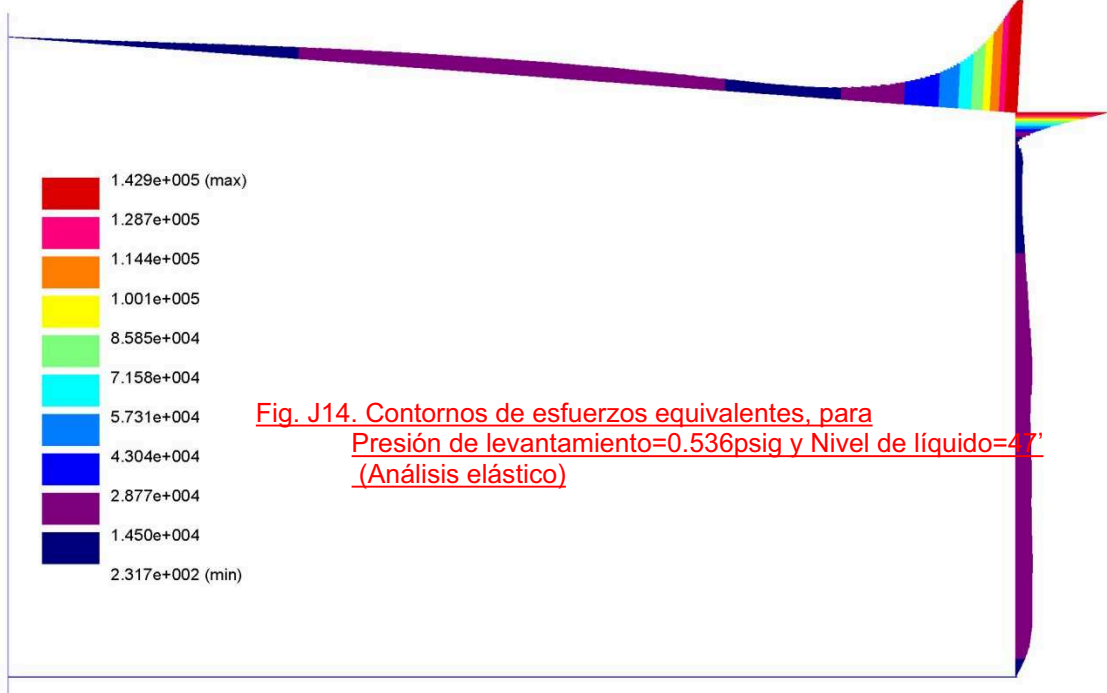 1.429e+005 (max)
1.287e+005
1.144e+005
1.001e+005
8.585e+004
7.158e+004
5.731e+004
4.304e+004
2.877e+004
1.450e+004
2.317e+002 (min)
Fig. J14. Contornos de esfuerzos equivalentes, para
Presión de levantamiento=0.536psig y Nivel de líquido=47’
(Análisis elástico)